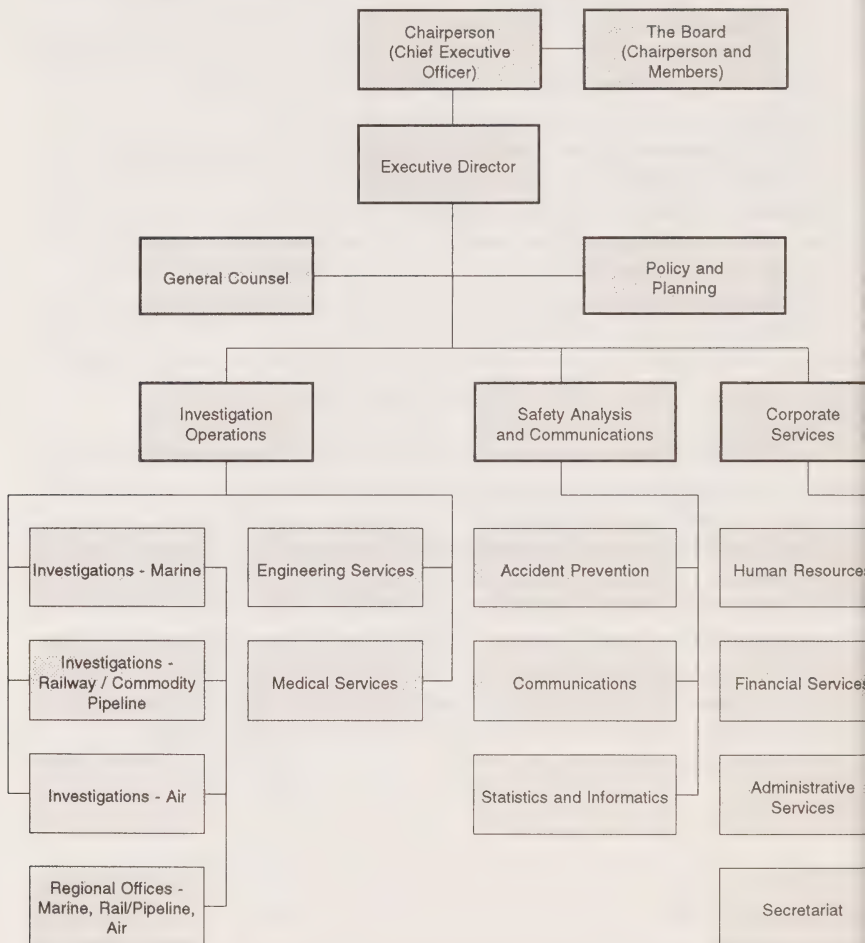 Chairperson
(Chief Executive
Officer)
The Board
(Chairperson and
Members)
Executive Director
General Counsel
Policy and
Planning
Investigation
Operations
Safety Analysis
and Communications
Corporate
Services
Investigations - Marine
Engineering Services
Accident Prevention
Human Resources
Investigations -
Railway / Commodity
Pipeline
Medical Services
Communications
Financial Services
Investigations - Air
Statistics and Informatics
Administrative
Services
Regional Offices -
Marine, Rail/Pipeline,
Air
Secretariat